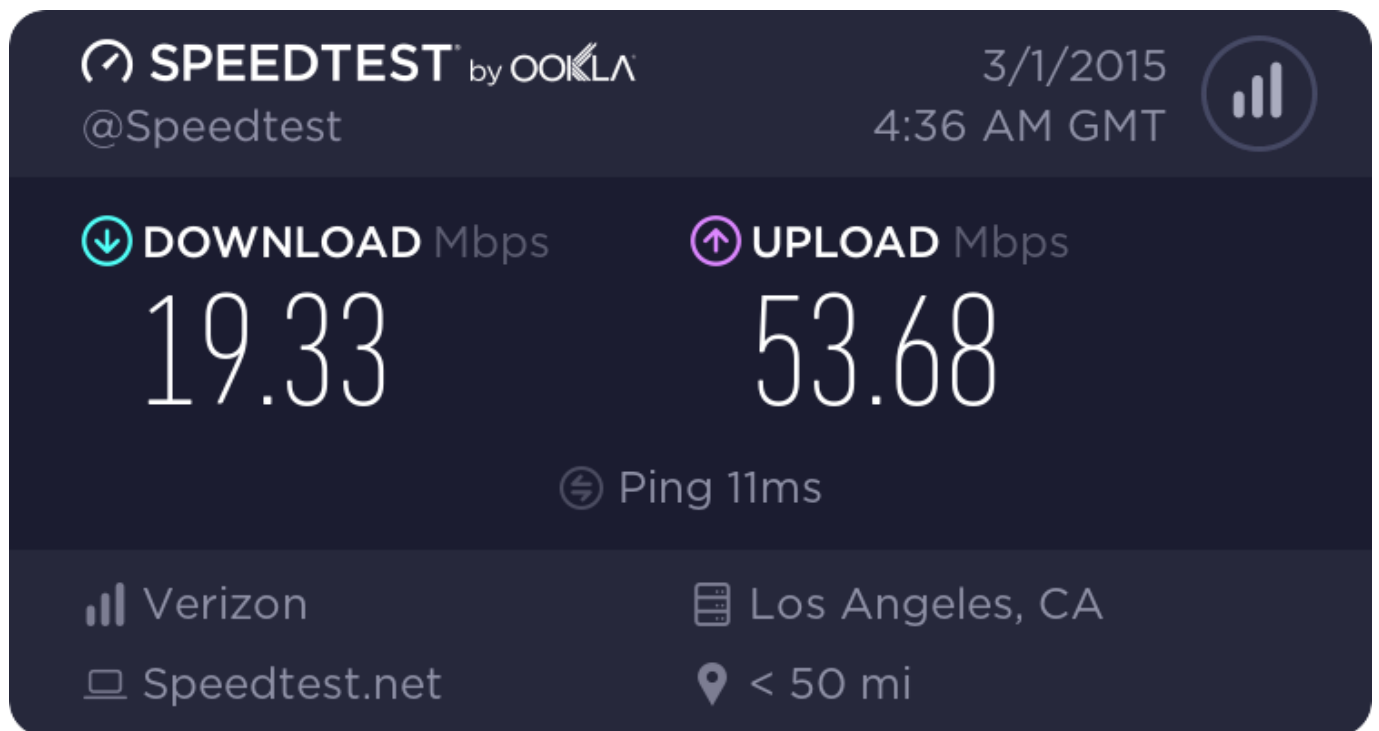 SPEEDTEST by OOKLA
@Speedtest
3/1/2015
4:36 AM GMT
DOWNLOAD Mbps
19.33
UPLOAD Mbps
53.68
Ping 11ms
Verizon
Los Angeles, CA
Speedtest.net
< 50 mi